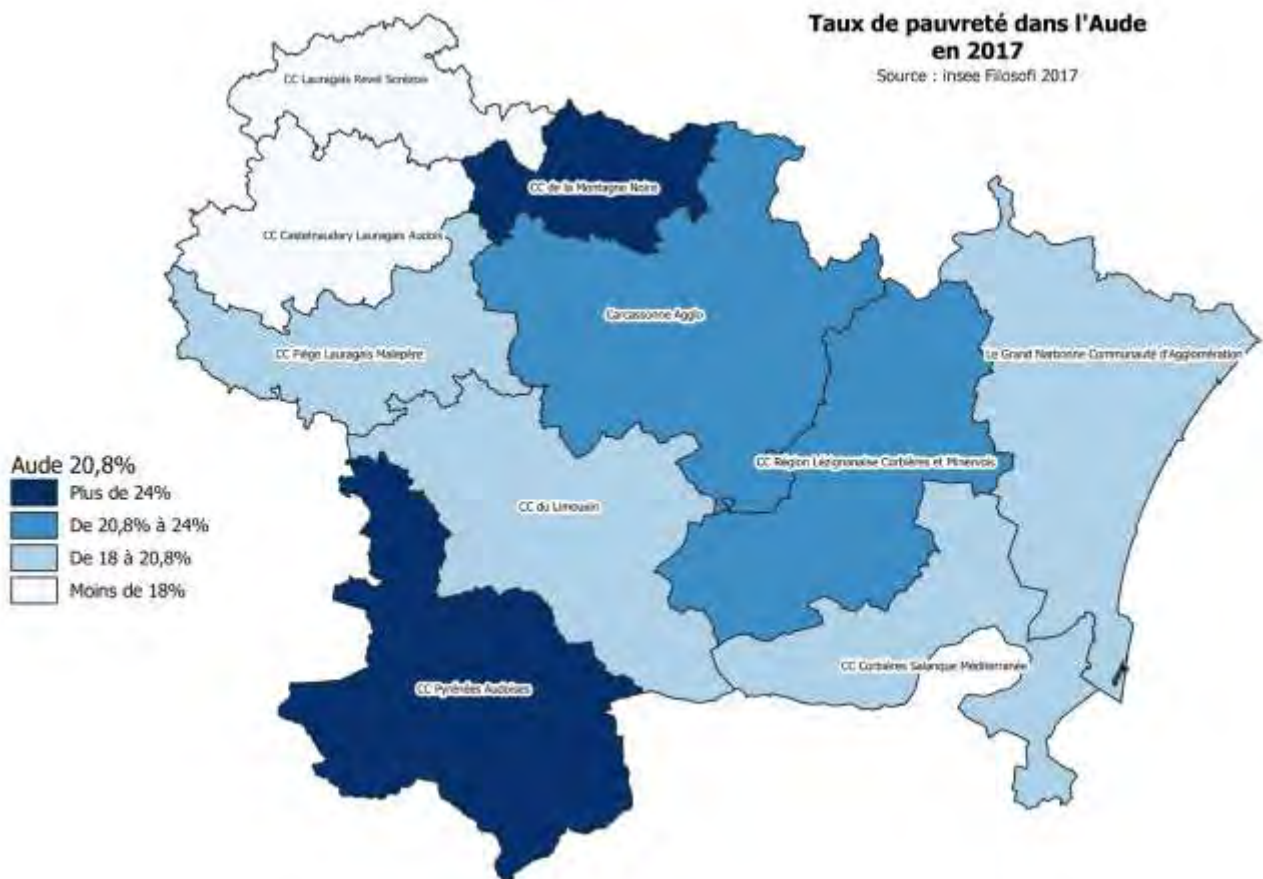 Taux de pauvreté dans l'Aude
en 2017
Source : insee Filosofi 2017
CC Lauragais Revel Sorézois
CC de la Montagne Noire
CC Castelnaudary Lauragais Audois
Carcassonne Agglo
CC Piège Lauragais Malepère
Le Grand Narbonne Communauté d'Agglomération
CC Région Lézignanaise Corbières et Minervois
CC du Limouxin
CC Corbières Salanque Méditerranée
CC Pyrénées Audoises
Aude 20,8%
Plus de 24%
De 20,8% à 24%
De 18 à 20,8%
Moins de 18%